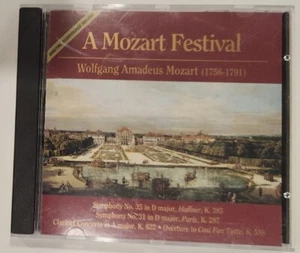 A Mozart Festival
Wolfgang Amadeus Mozart (1756-1791)
Symphony No. 35 in D major, Haffner, K. 385
Symphony No. 31 in D major, Paris, K. 297
Clarinet Concerto in A major, K. 622 • Overture to Cosi Fan Tutte, K. 588